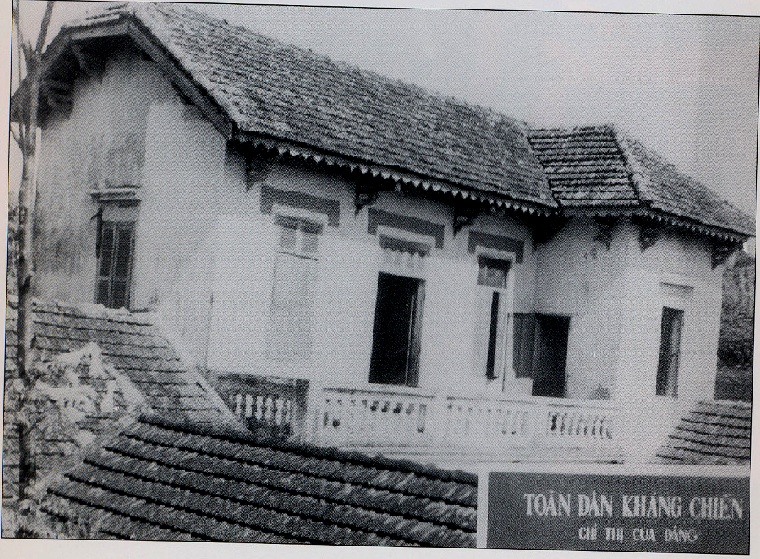 TOÀN DÂN KHÁNG CHIẾN
CHỈ THỊ CỦA ĐẢNG